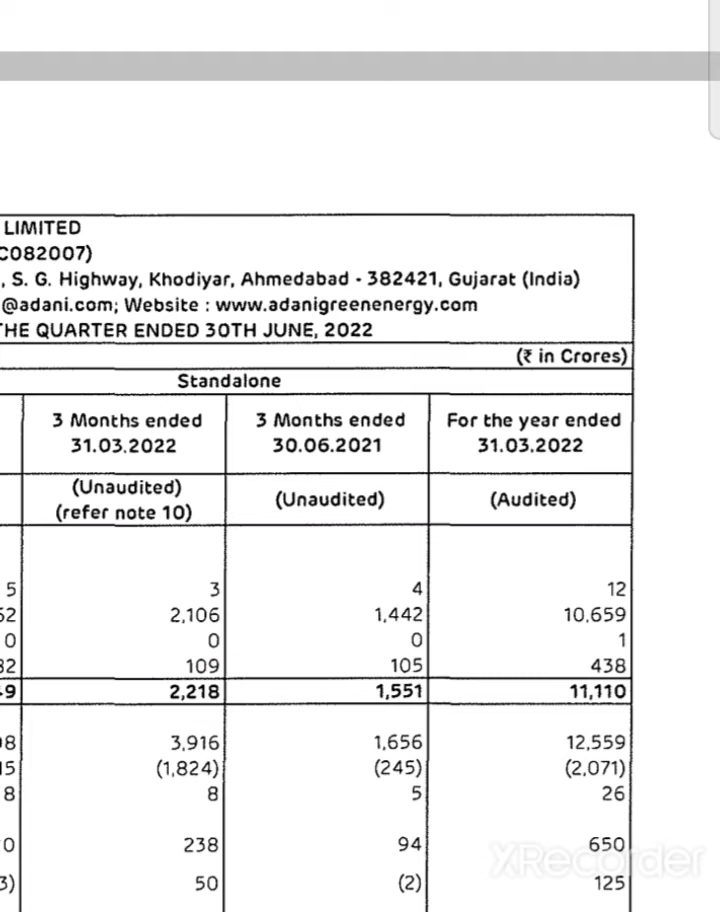 LIMITED
C082007)
, S. G. Highway, Khodiyar, Ahmedabad - 382421, Gujarat (India)
@adani.com; Website : www.adanigreenenergy.com
THE QUARTER ENDED 30TH JUNE, 2022
(₹ in Crores)
Standalone
3 Months ended 31.03.2022 3 Months ended 30.06.2021 For the year ended 31.03.2022
(Unaudited) (refer note 10) (Unaudited) (Audited)
5 3 4 12
52 2,106 1,442 10,659
0 0 0 1
32 109 105 438
9 2,218 1,551 11,110
98 3,916 1,656 12,559
15 (1,824) (245) (2,071)
8 8 5 26
0 238 94 650
3) 50 (2) 125
XRecorder